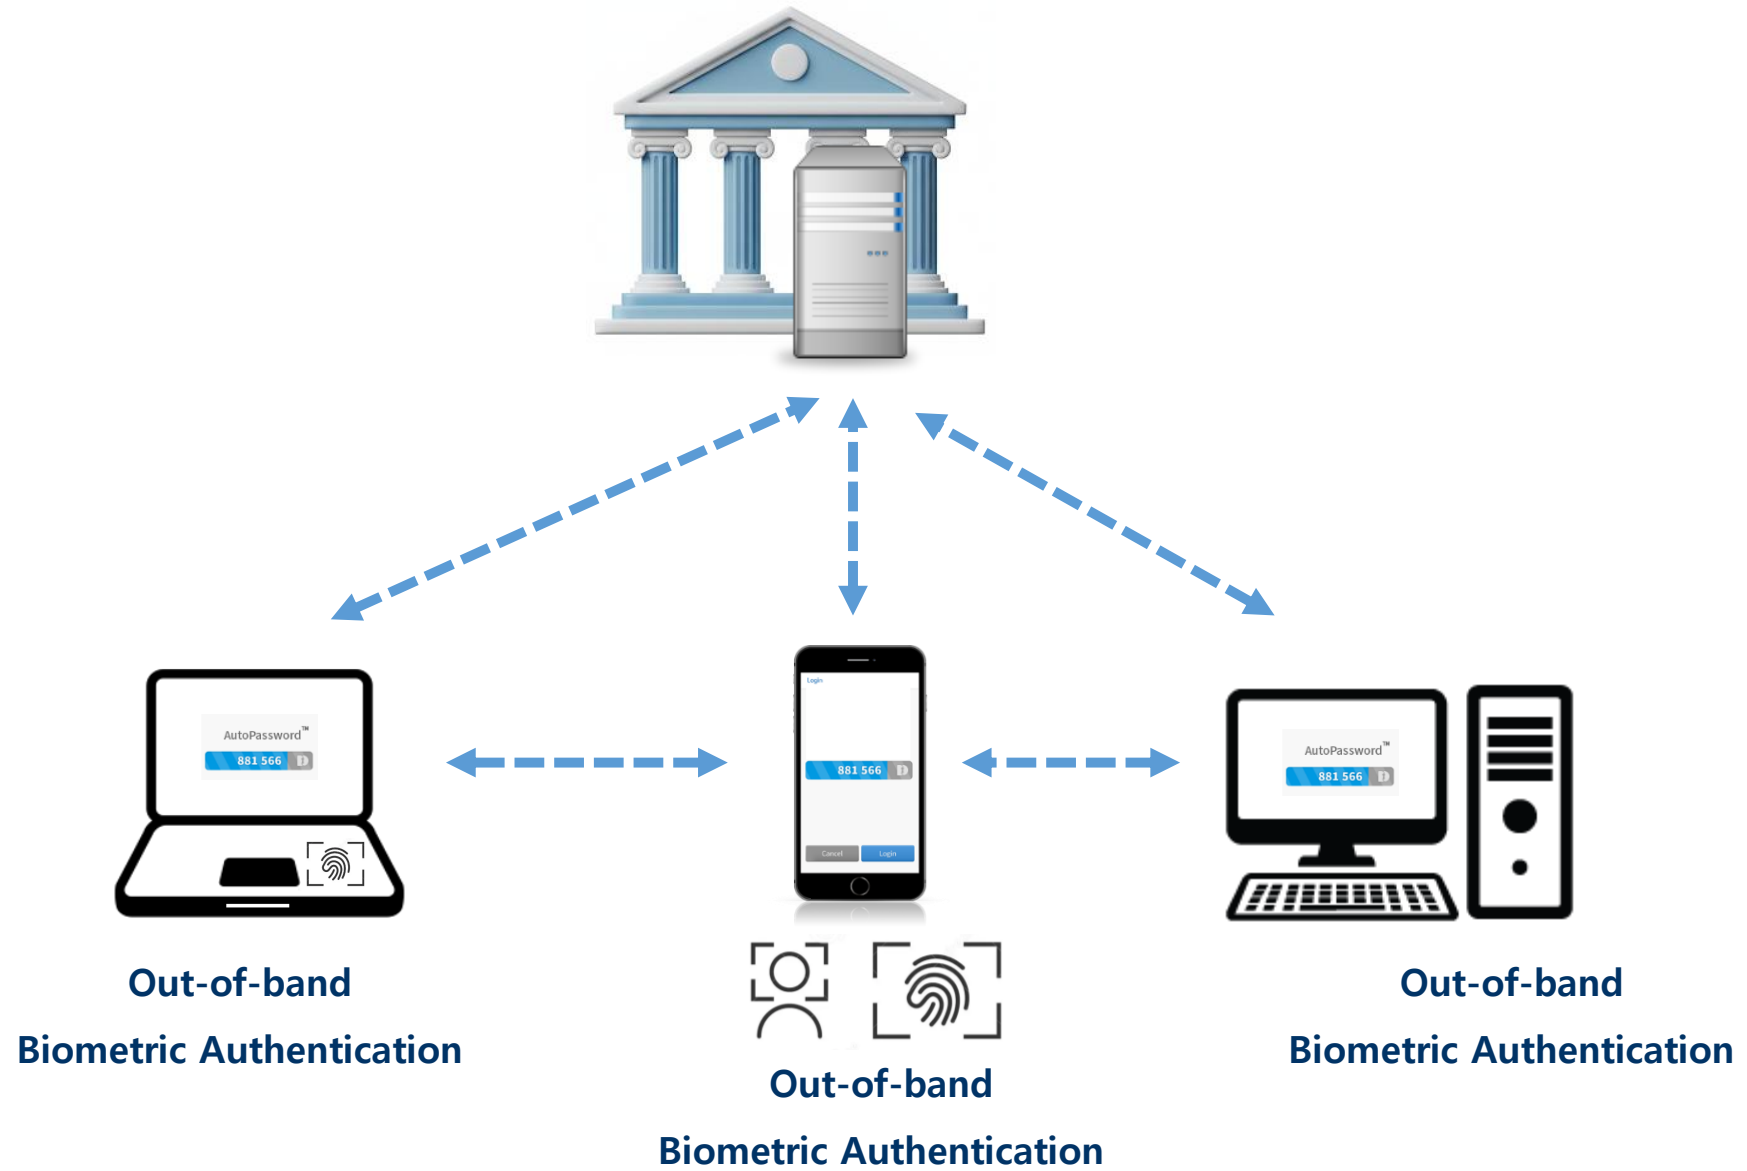 Login
AutoPassword™
881 566
881 566
Cancel Login
AutoPassword™
881 566
Out-of-band
Biometric Authentication
Out-of-band
Biometric Authentication
Out-of-band
Biometric Authentication